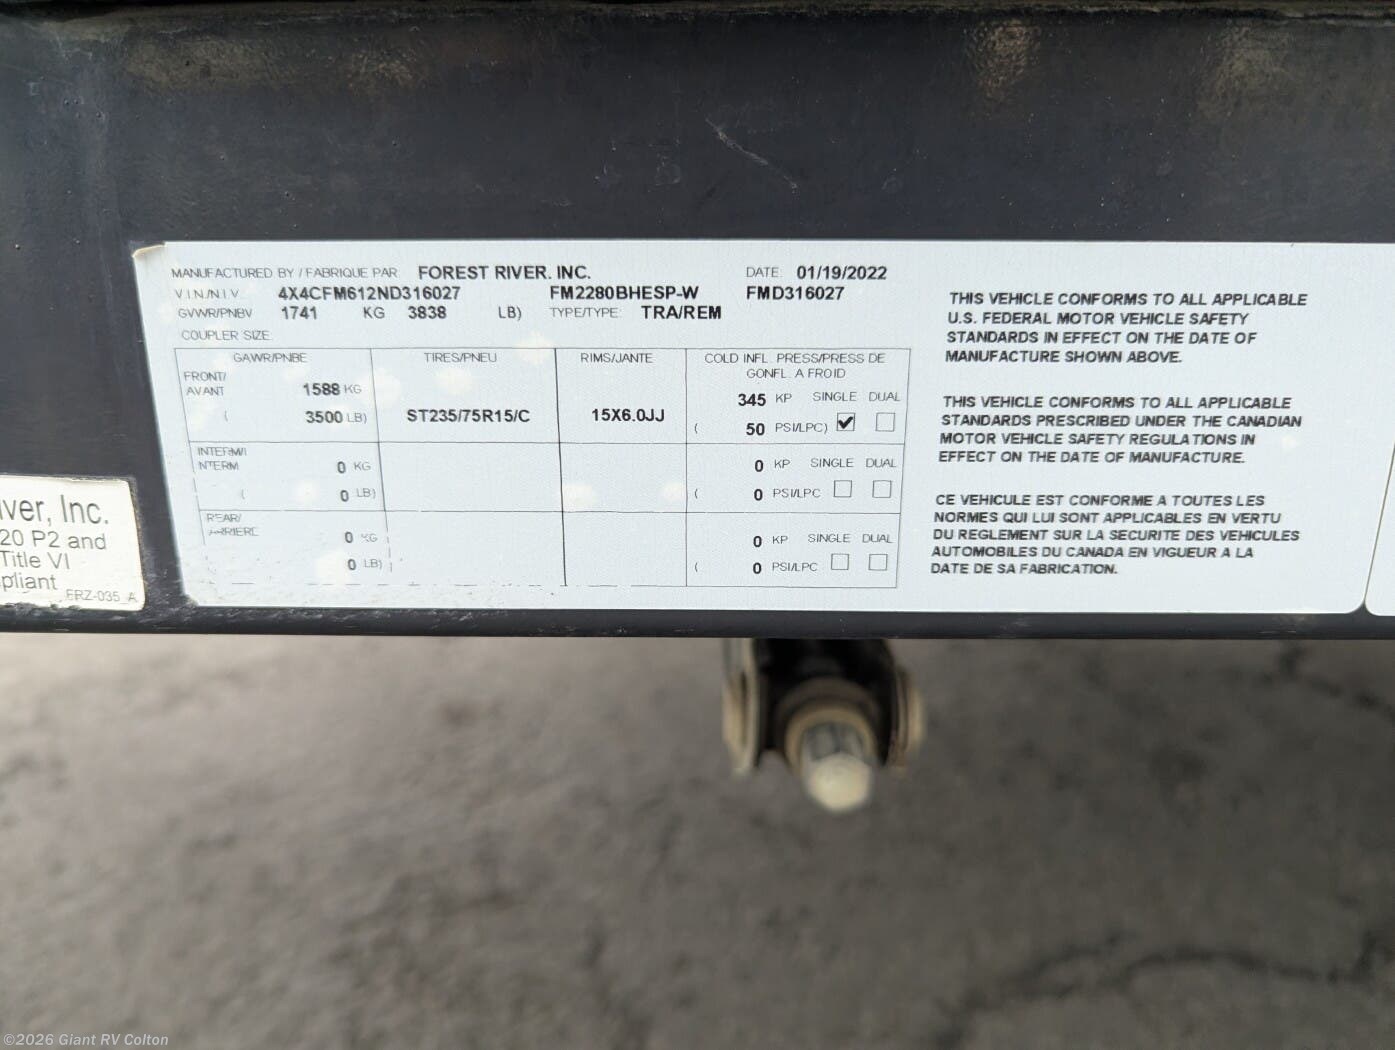 MANUFACTURED BY / FABRIQUE PAR: FOREST RIVER. INC. DATE: 01/19/2022
V.I.N./N.I.V. 4X4CFM612ND316027 FM2280BHESP-W FMD316027
GVWR/PNBV 1741 KG 3838 LB) TYPE/TYPE: TRA/REM
COUPLER SIZE:
GAWR/PNBE TIRES/PNEU RIMS/JANTE COLD INFL. PRESS/PRESS DE
GONFL. A FROID
FRONT/
AVANT 1588 KG 345 KP SINGLE DUAL
( 3500 LB) ST235/75R15/C 15X6.0JJ ( 50 PSI/LPC) ✔
INTERM/
INTERM 0 KG 0 KP SINGLE DUAL
( 0 LB) ( 0 PSI/LPC
REAR/
ARRIERE 0 KG 0 KP SINGLE DUAL
0 LB) ( 0 PSI/LPC
THIS VEHICLE CONFORMS TO ALL APPLICABLE
U.S. FEDERAL MOTOR VEHICLE SAFETY
STANDARDS IN EFFECT ON THE DATE OF
MANUFACTURE SHOWN ABOVE.
THIS VEHICLE CONFORMS TO ALL APPLICABLE
STANDARDS PRESCRIBED UNDER THE CANADIAN
MOTOR VEHICLE SAFETY REGULATIONS IN
EFFECT ON THE DATE OF MANUFACTURE.
CE VEHICULE EST CONFORME A TOUTES LES
NORMES QUI LUI SONT APPLICABLES EN VERTU
DU REGLEMENT SUR LA SECURITE DES VEHICULES
AUTOMOBILES DU CANADA EN VIGUEUR A LA
DATE DE SA FABRICATION.
iver, Inc.
20 P2 and
Title VI
pliant
FRZ-035 A
©2026 Giant RV Colton